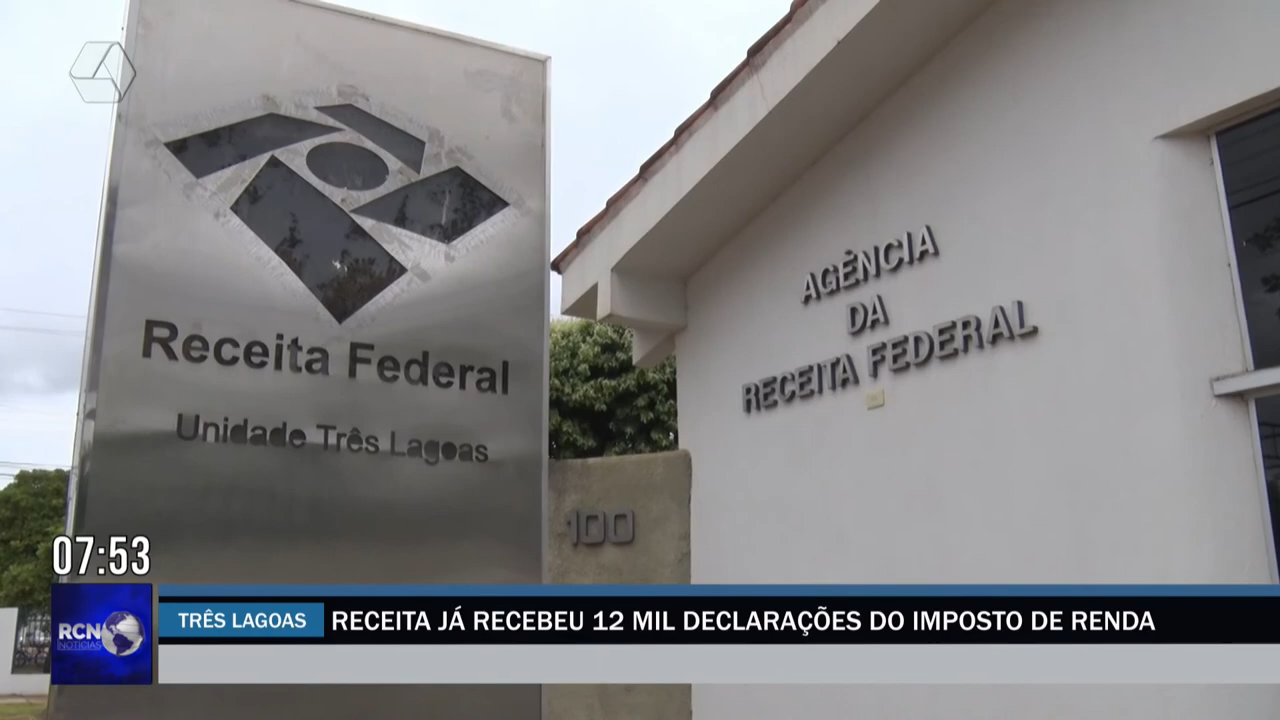 Receita Federal
Unidade Três Lagoas
AGÊNCIA
DA
RECEITA FEDERAL
100
07:53
RCN
NOTÍCIAS
TRÊS LAGOAS
RECEITA JÁ RECEBEU 12 MIL DECLARAÇÕES DO IMPOSTO DE RENDA